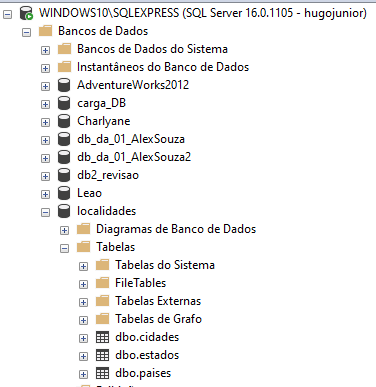 WINDOWS10\SQLEXPRESS (SQL Server 16.0.1105 - hugojunior)
Bancos de Dados
Bancos de Dados do Sistema
Instantâneos do Banco de Dados
AdventureWorks2012
carga_DB
Charlyane
db_da_01_AlexSouza
db_da_01_AlexSouza2
db2_revisao
Leao
localidades
Diagramas de Banco de Dados
Tabelas
Tabelas do Sistema
FileTables
Tabelas Externas
Tabelas de Grafo
dbo.cidades
dbo.estados
dbo.paises